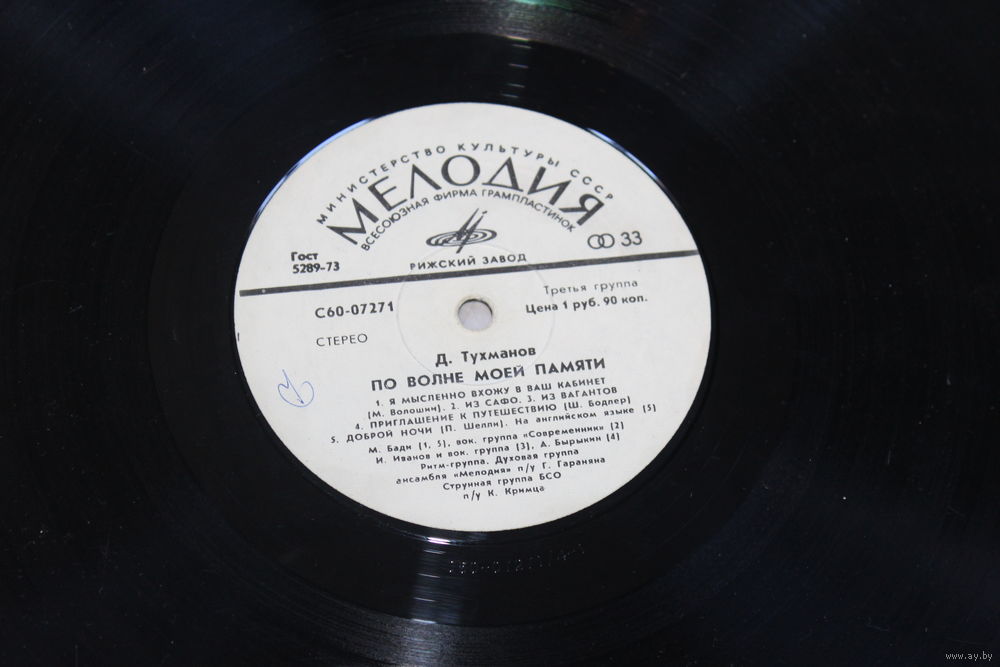 МИНИСТЕРСТВО КУЛЬТУРЫ СССР
МЕЛОДИЯ
ВСЕСОЮЗНАЯ ФИРМА ГРАМПЛАСТИНОК
Гост
5289-73
33
РИЖСКИЙ ЗАВОД
С60-07271
Третья группа
Цена 1 руб. 90 коп.
СТЕРЕО
Д. Тухманов
ПО ВОЛНЕ МОЕЙ ПАМЯТИ
1. Я МЫСЛЕННО ВХОЖУ В ВАШ КАБИНЕТ
(М. Волошин). 2. ИЗ САФО. 3. ИЗ ВАГАНТОВ
4. ПРИГЛАШЕНИЕ К ПУТЕШЕСТВИЮ (Ш. Бодлер)
5. ДОБРОЙ НОЧИ (П. Шелли). На английском языке (5)
М. Бади (1, 5), вок. группа «Современник» (2)
И. Иванов и вок. группа (3), А. Бырыкин (4)
Ритм-группа. Духовая группа
ансамбля «Мелодия» п/у Г. Гараняна
Струнная группа БСО
п/у К. Кримца
www.ay.by